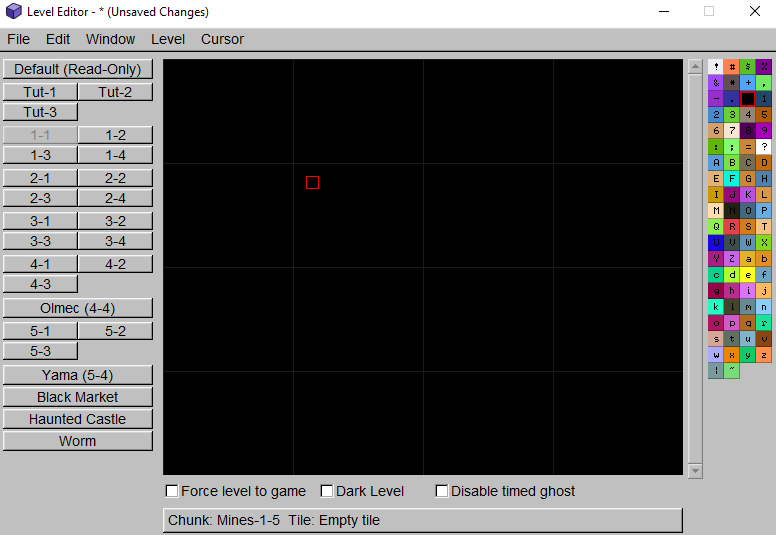 Level Editor - * (Unsaved Changes)
File Edit Window Level Cursor
Default (Read-Only)
Tut-1 Tut-2
Tut-3
1-1 1-2
1-3 1-4
2-1 2-2
2-3 2-4
3-1 3-2
3-3 3-4
4-1 4-2
4-3
Olmec (4-4)
5-1 5-2
5-3
Yama (5-4)
Black Market
Haunted Castle
Worm
! # $ %
& * + ,
- . 1
2 3 4 5
6 7 8 9
: ; = ?
A B C D
E F G H
I J K L
M N O P
Q R S T
U V W X
Y Z a b
c d e f
g h i j
k l m n
o p q r
s t u v
w x y z
| ~
Force level to game Dark Level Disable timed ghost
Chunk: Mines-1-5 Tile: Empty tile